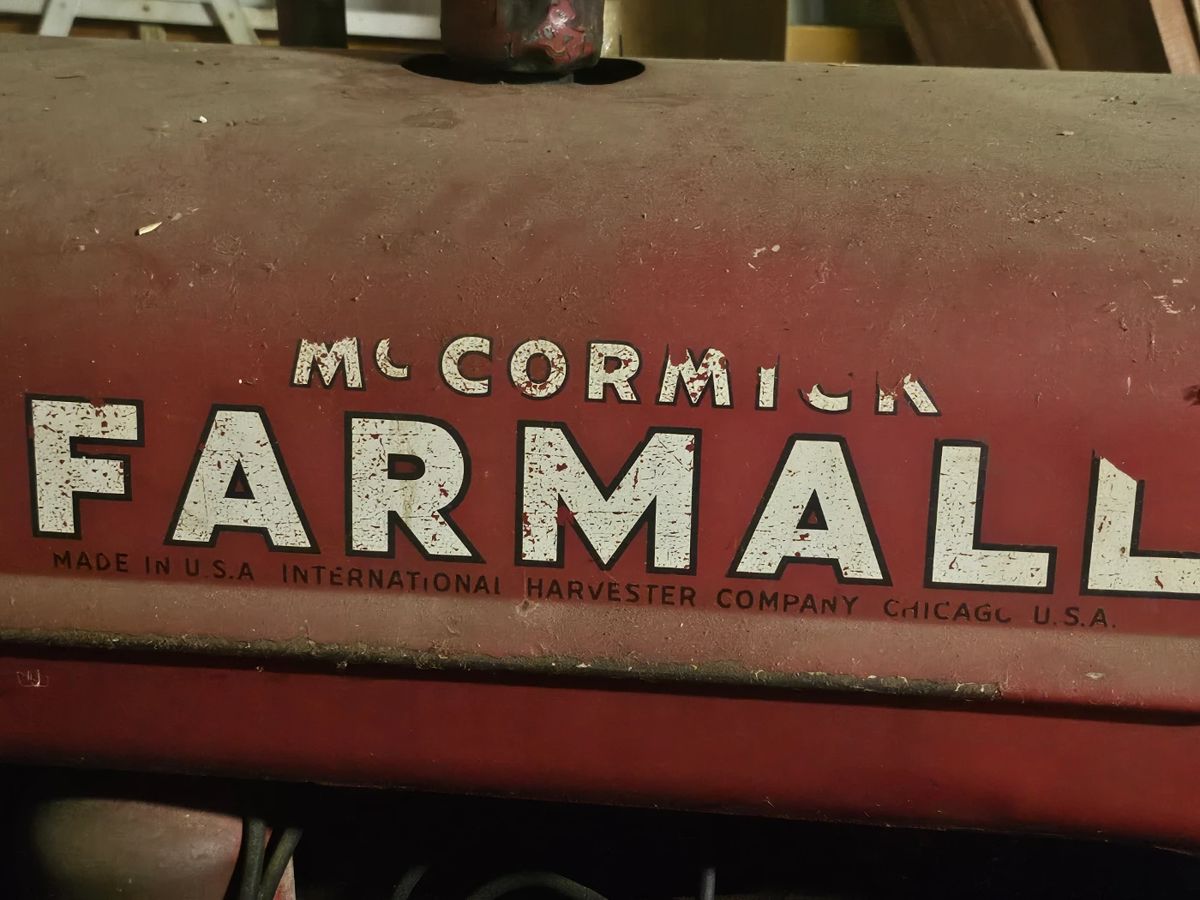 McCORMICK
FARMALL
MADE IN U.S.A INTERNATIONAL HARVESTER COMPANY CHICAGO U.S.A.